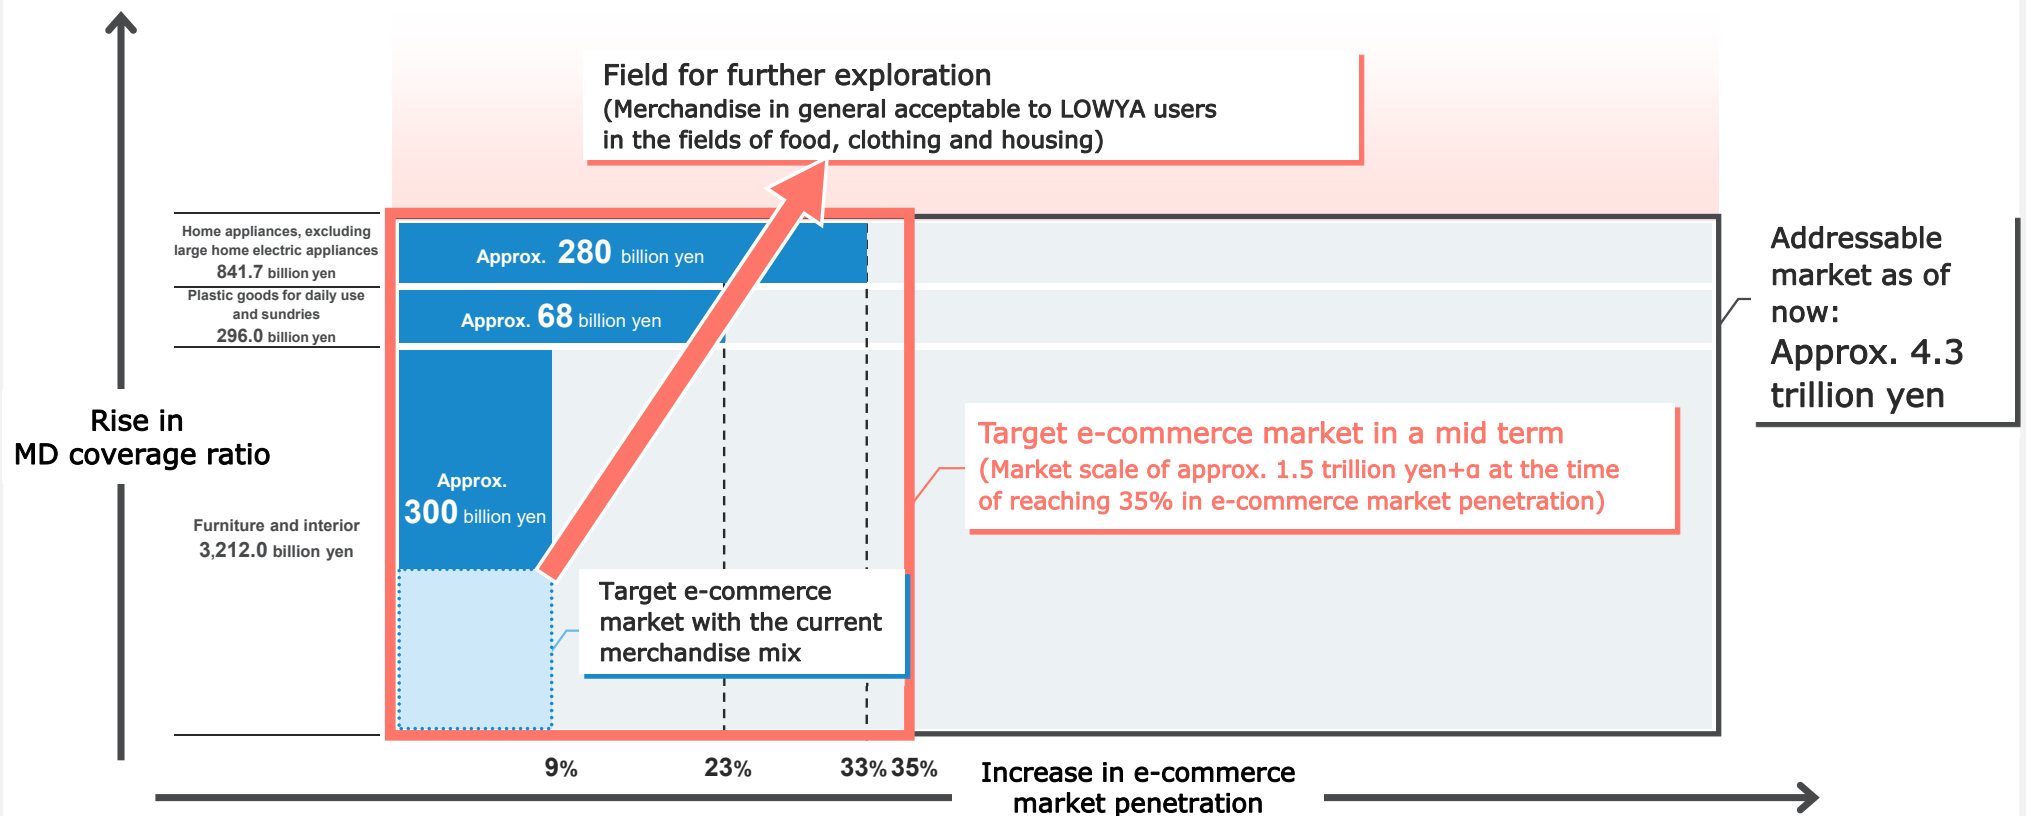 Field for further exploration
(Merchandise in general acceptable to LOWYA users
in the fields of food, clothing and housing)
Home appliances, excluding
large home electric appliances
841.7 billion yen
Approx. 280 billion yen
Plastic goods for daily use
and sundries
296.0 billion yen
Approx. 68 billion yen
Addressable
market as of
now:
Approx. 4.3
trillion yen
Rise in
MD coverage ratio
Target e-commerce market in a mid term
(Market scale of approx. 1.5 trillion yen+α at the time
of reaching 35% in e-commerce market penetration)
Approx.
300 billion yen
Furniture and interior
3,212.0 billion yen
Target e-commerce
market with the current
merchandise mix
9% 23% 33% 35%
Increase in e-commerce
market penetration